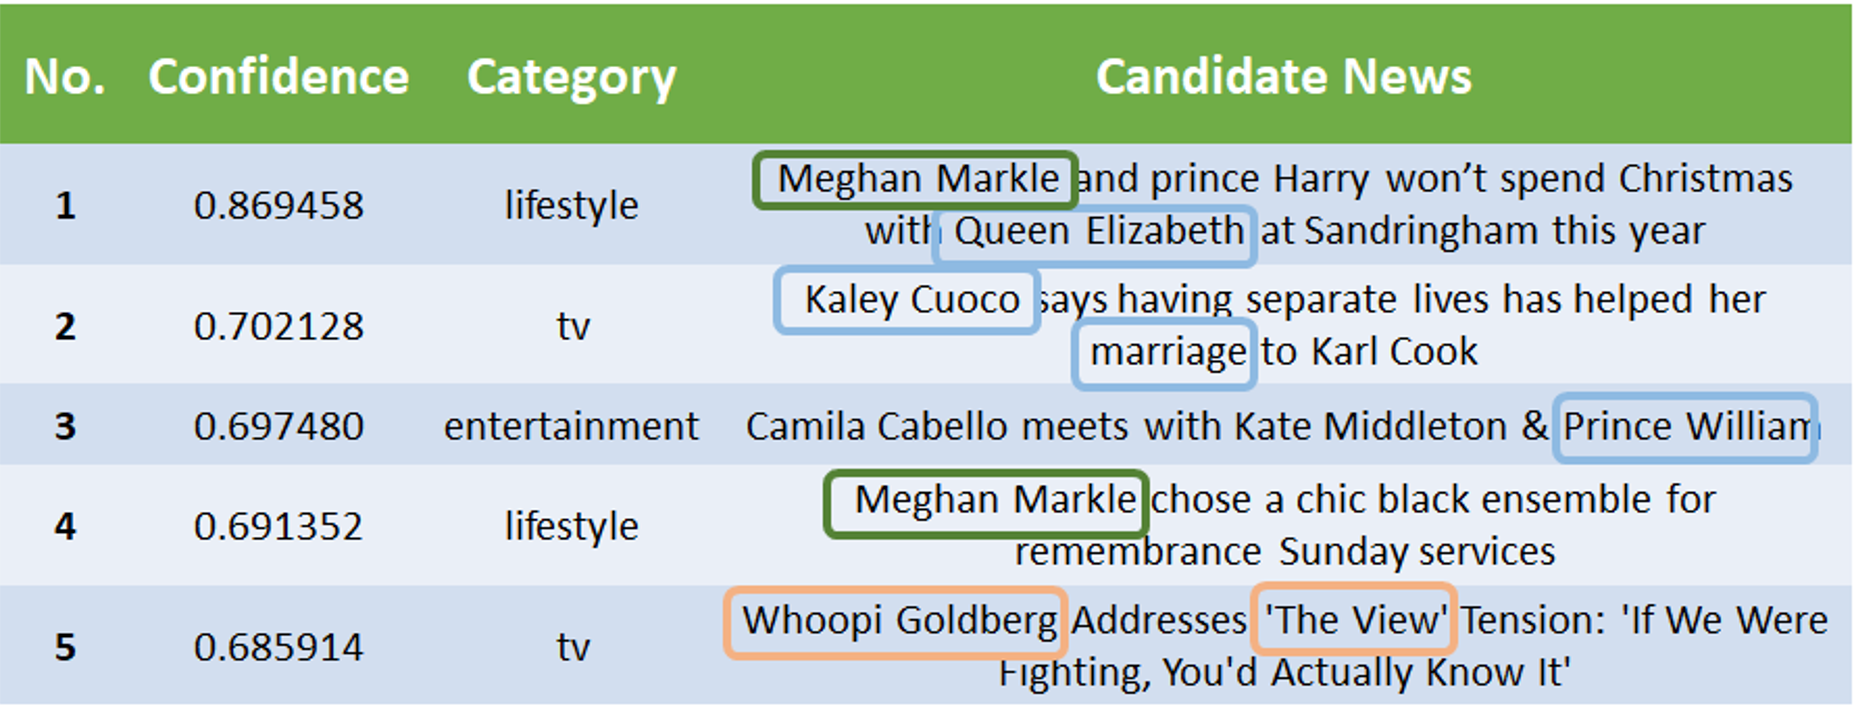 No. Confidence Category Candidate News
1 0.869458 lifestyle Meghan Markle and prince Harry won’t spend Christmas
with Queen Elizabeth at Sandringham this year
2 0.702128 tv Kaley Cuoco says having separate lives has helped her
marriage to Karl Cook
3 0.697480 entertainment Camila Cabello meets with Kate Middleton & Prince William
4 0.691352 lifestyle Meghan Markle chose a chic black ensemble for
remembrance Sunday services
5 0.685914 tv Whoopi Goldberg Addresses 'The View' Tension: 'If We Were
Fighting, You'd Actually Know It'